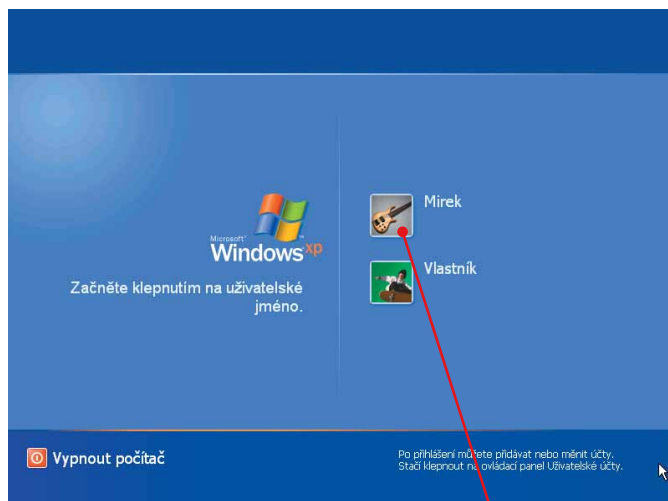 Microsoft®
Windows xp
Začněte klepnutím na uživatelské
jméno.
Mirek
Vlastník
Vypnout počítač
Po přihlášení můžete přidávat nebo měnit účty.
Stačí klepnout na ovládací panel Uživatelské účty.